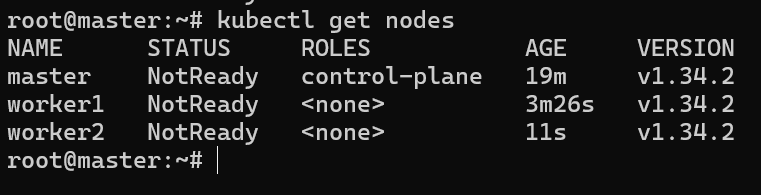 root@master:~# kubectl get nodes
NAME STATUS ROLES AGE VERSION
master NotReady control-plane 19m v1.34.2
worker1 NotReady <none> 3m26s v1.34.2
worker2 NotReady <none> 11s v1.34.2
root@master:~#